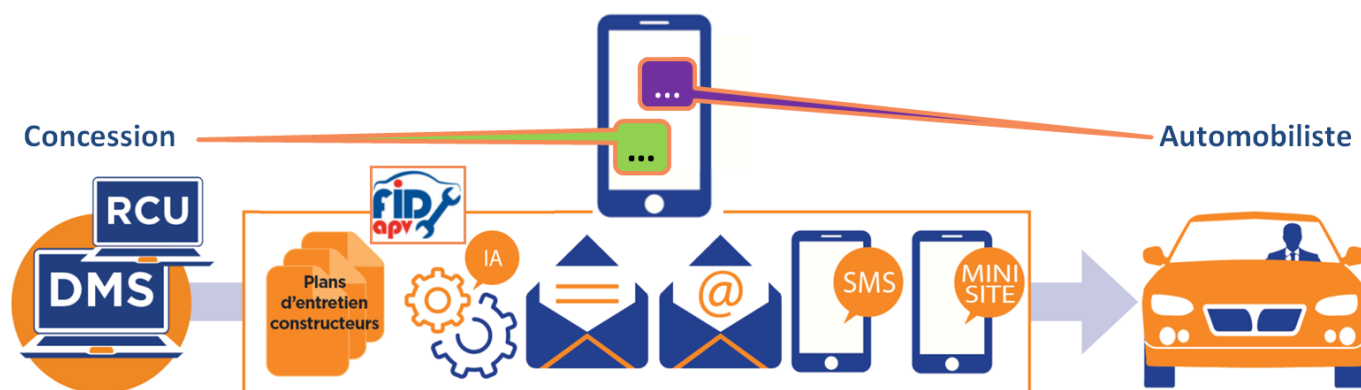 ...
Concession
...
Automobiliste
RCU
DMS
FiD
apv
Plans
d'entretien
constructeurs
IA
@
SMS
MINI
SITE